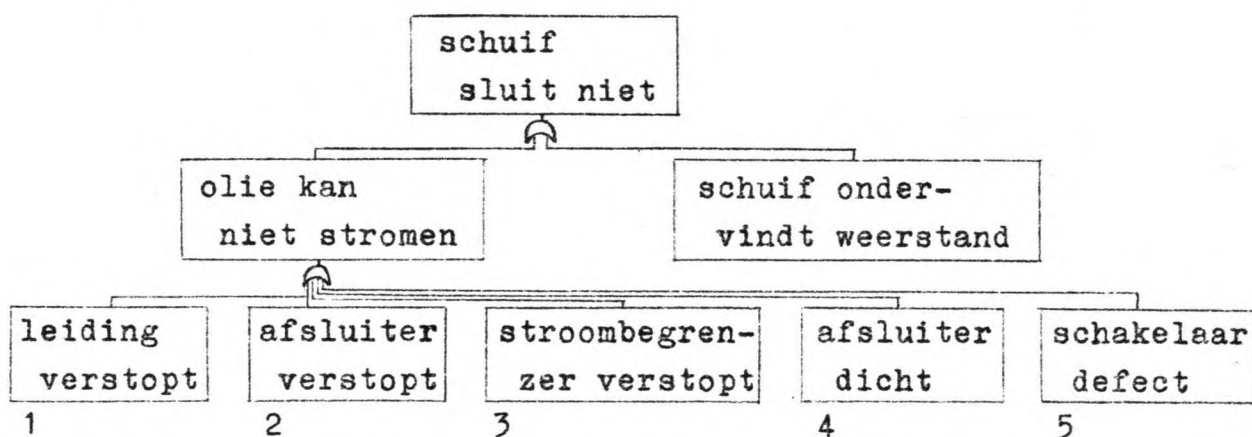 schuif
sluit niet
olie kan
niet stromen
schuif onder-
vindt weerstand
leiding
verstopt
afsluiter
verstopt
stroombegren-
zer verstopt
afsluiter
dicht
schakelaar
defect
1 2 3 4 5